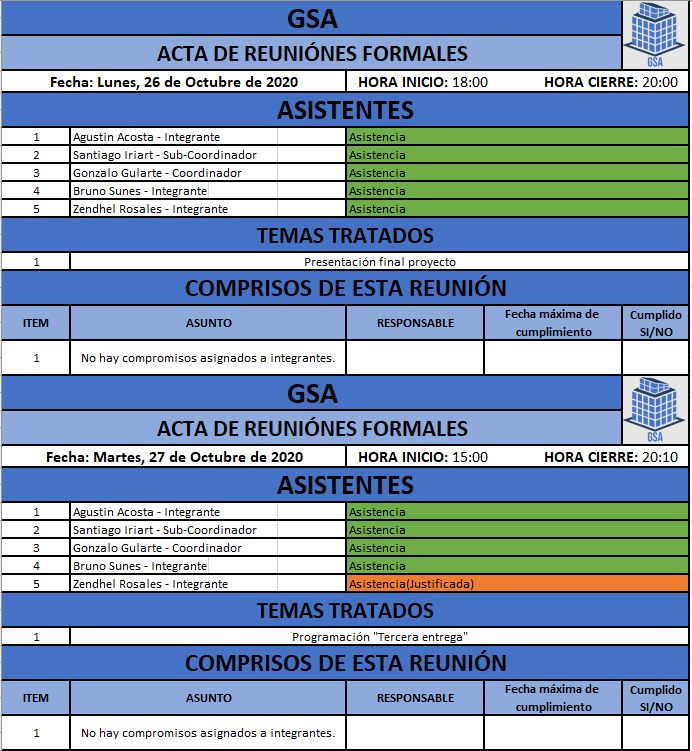 GSA
GSA
ACTA DE REUNIÓNES FORMALES
Fecha: Lunes, 26 de Octubre de 2020 HORA INICIO: 18:00 HORA CIERRE: 20:00
ASISTENTES
1 Agustin Acosta - Integrante Asistencia
2 Santiago Iriart - Sub-Coordinador Asistencia
3 Gonzalo Gularte - Coordinador Asistencia
4 Bruno Sunes - Integrante Asistencia
5 Zendhel Rosales - Integrante Asistencia
TEMAS TRATADOS
1 Presentación final proyecto
COMPRISOS DE ESTA REUNIÓN
ITEM ASUNTO RESPONSABLE Fecha máxima de cumplimiento Cumplido SI/NO
1 No hay compromisos asignados a integrantes.
GSA
GSA
ACTA DE REUNIÓNES FORMALES
Fecha: Martes, 27 de Octubre de 2020 HORA INICIO: 15:00 HORA CIERRE: 20:10
ASISTENTES
1 Agustin Acosta - Integrante Asistencia
2 Santiago Iriart - Sub-Coordinador Asistencia
3 Gonzalo Gularte - Coordinador Asistencia
4 Bruno Sunes - Integrante Asistencia
5 Zendhel Rosales - Integrante Asistencia(Justificada)
TEMAS TRATADOS
1 Programación "Tercera entrega"
COMPRISOS DE ESTA REUNIÓN
ITEM ASUNTO RESPONSABLE Fecha máxima de cumplimiento Cumplido SI/NO
1 No hay compromisos asignados a integrantes.